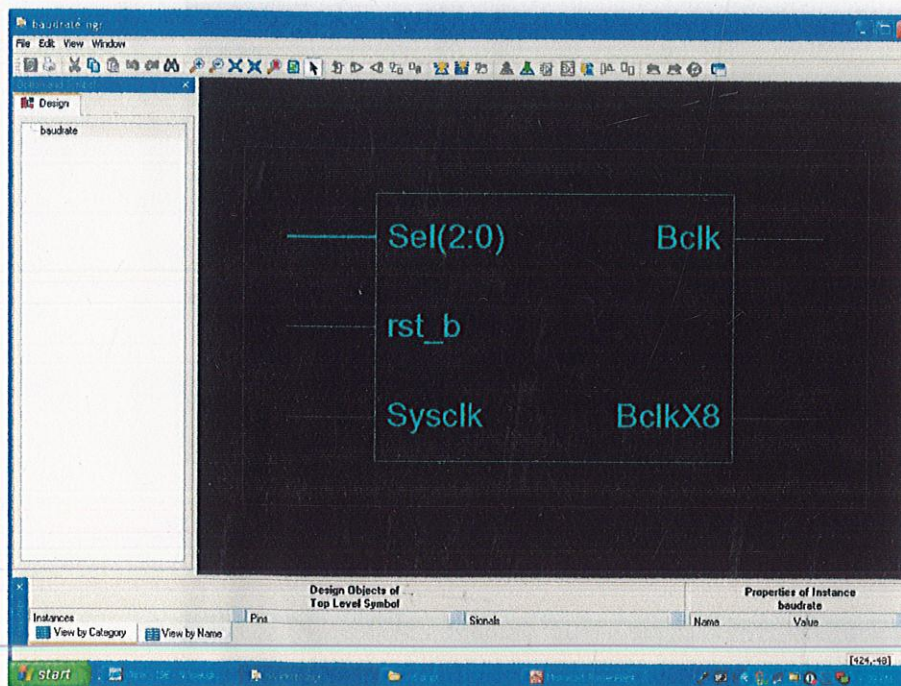 baudrate.ngr
File Edit View Window
Design
baudrate
Sel(2:0)
Bclk
rst_b
Sysclk
BclkX8
Design Objects of
Top Level Symbol
Properties of Instance
baudrate
Instances
Pins
Signals
Name
Value
View by Category
View by Name
[424,-48]
start